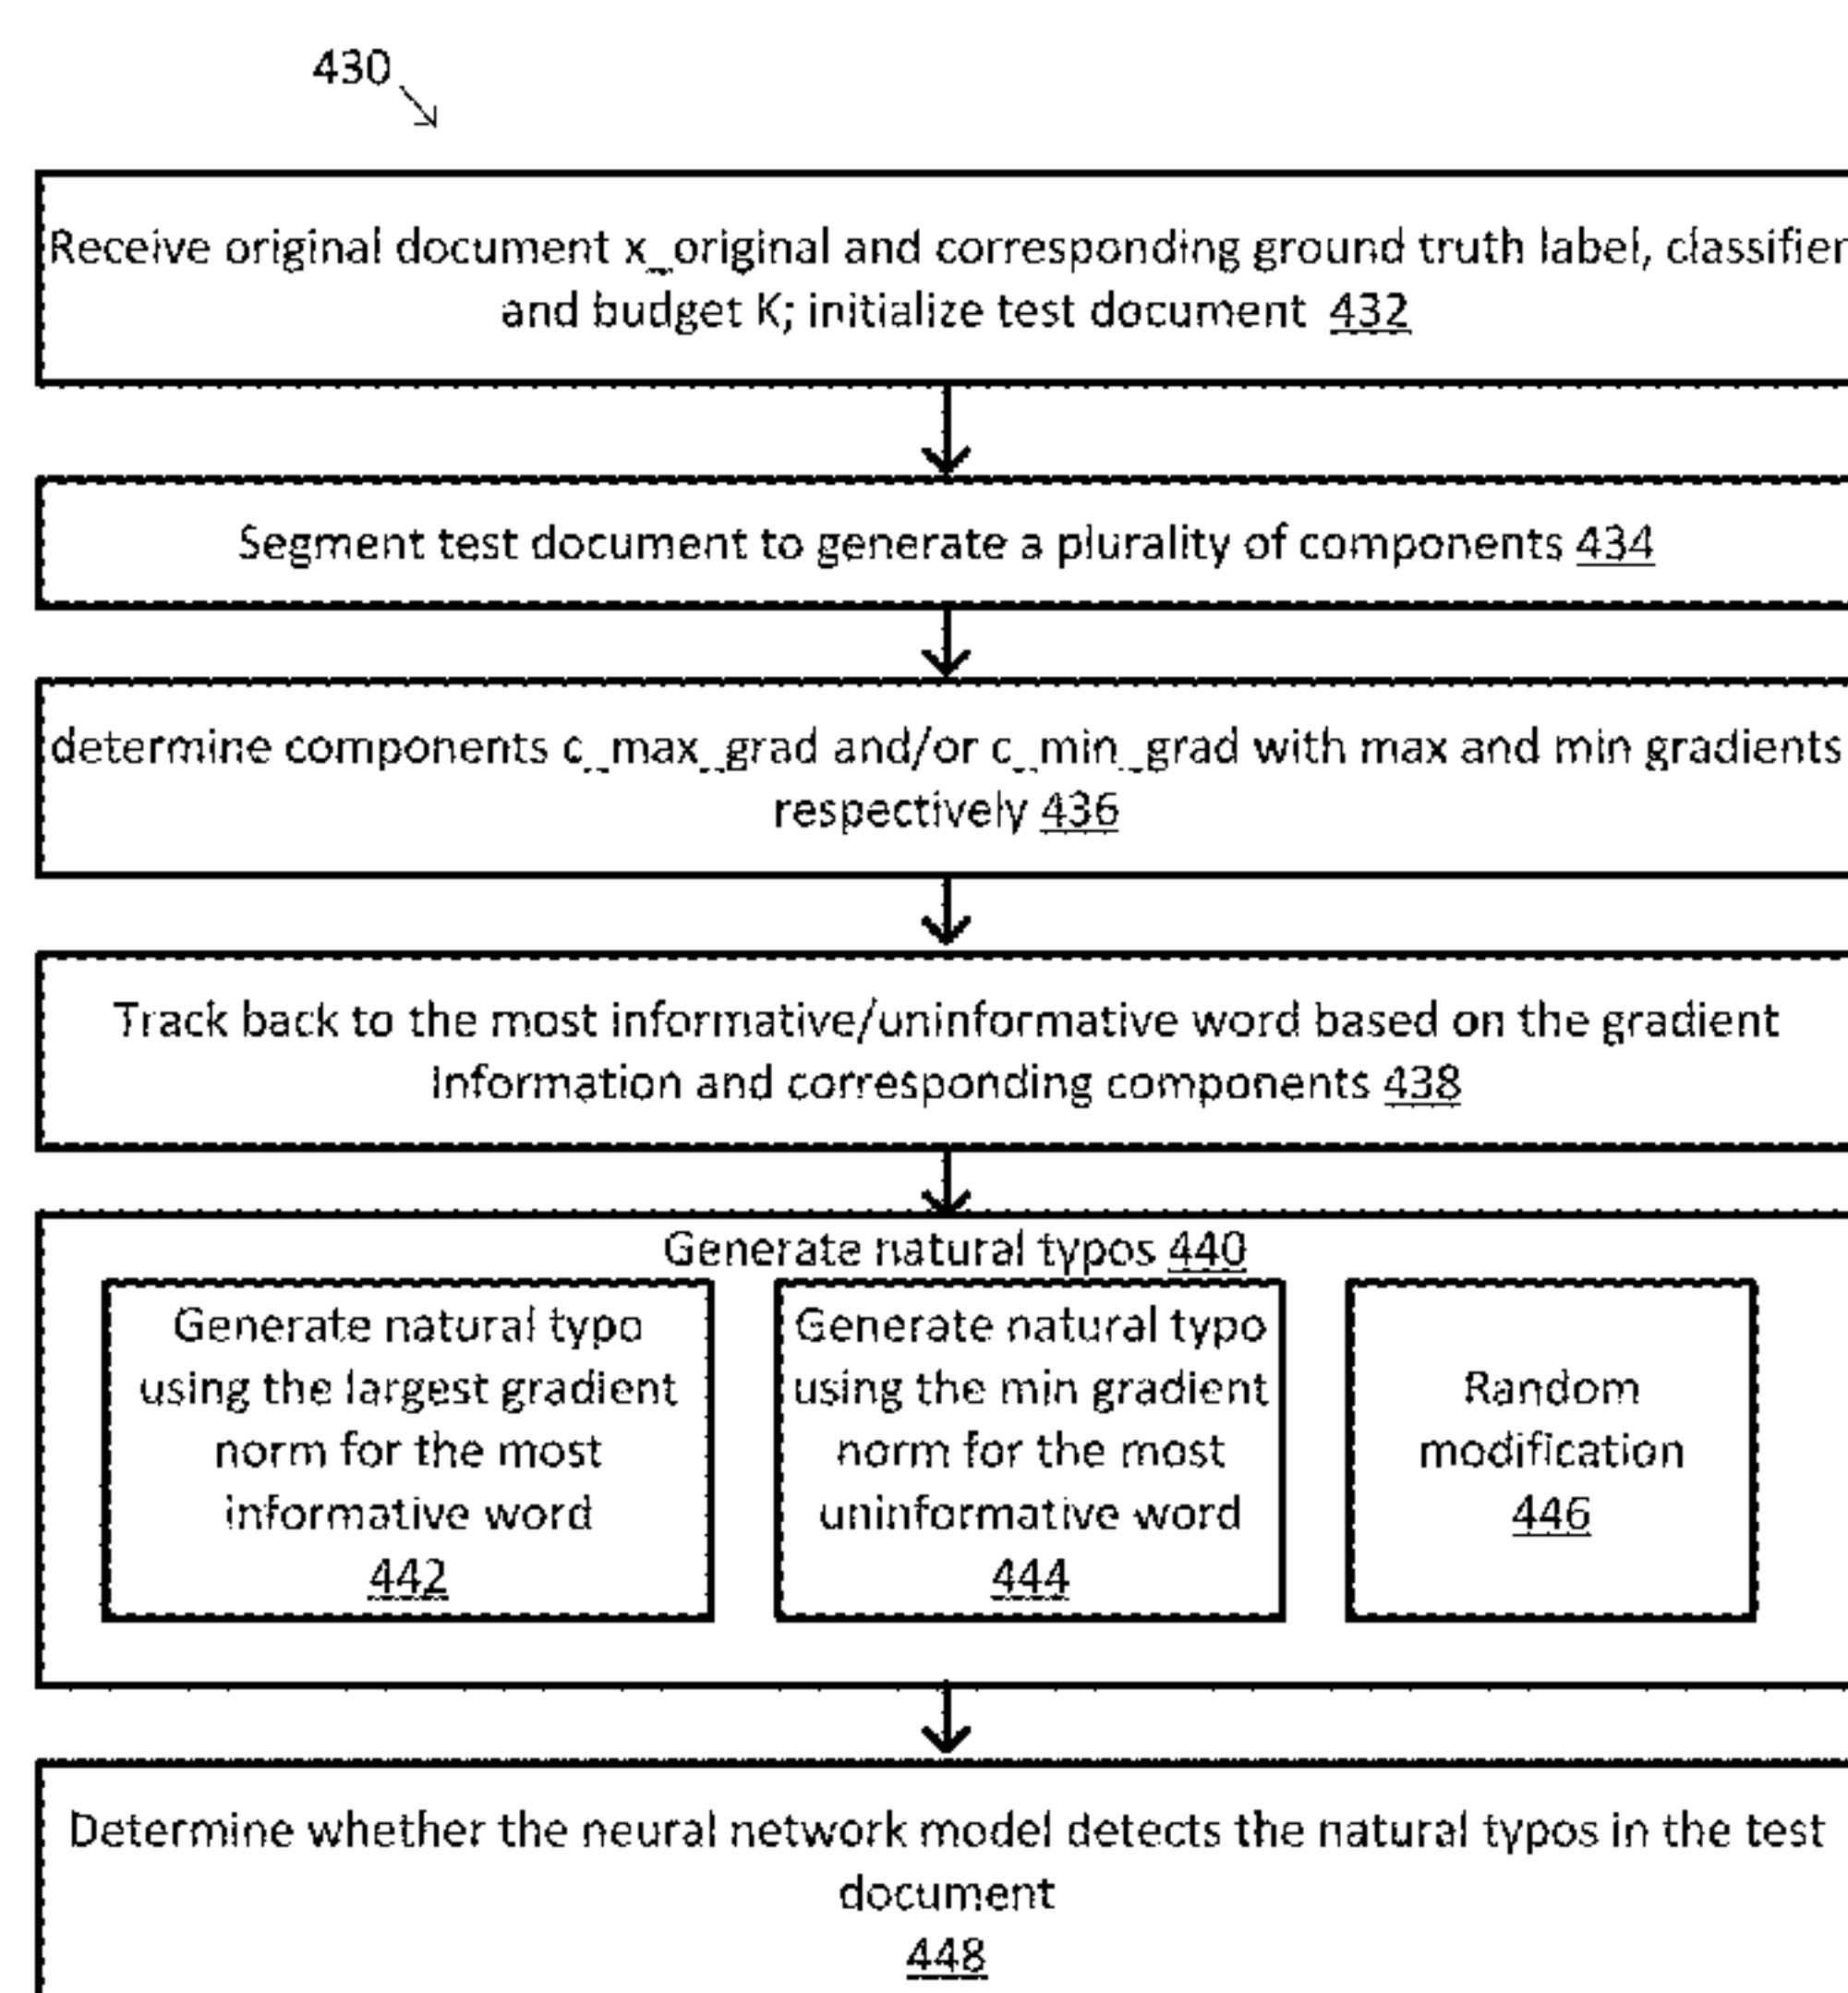 430
Receive original document x_original and corresponding ground truth label, classifier
and budget K; initialize test document 432
Segment test document to generate a plurality of components 434
determine components c_max_grad and/or c_min_grad with max and min gradients
respectively 436
Track back to the most informative/uninformative word based on the gradient
Information and corresponding components 438
Generate natural typos 440
Generate natural typo
using the largest gradient
norm for the most
informative word
442
Generate natural typo
using the min gradient
norm for the most
uninformative word
444
Random
modification
446
Determine whether the neural network model detects the natural typos in the test
document
448